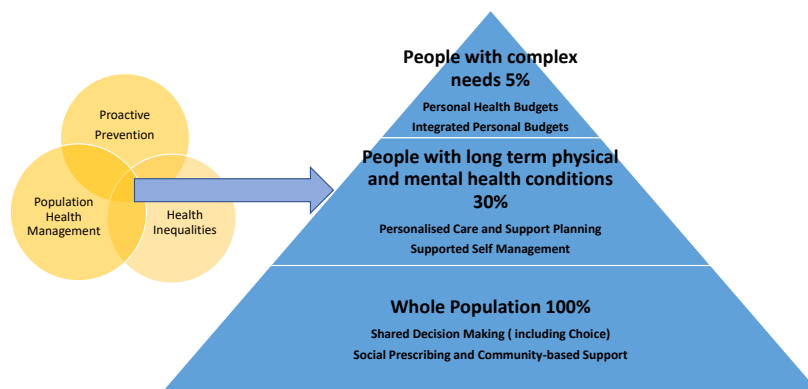 Proactive
Prevention
Population
Health
Management
Health
Inequalities
People with complex
needs 5%
Personal Health Budgets
Integrated Personal Budgets
People with long term physical
and mental health conditions
30%
Personalised Care and Support Planning
Supported Self Management
Whole Population 100%
Shared Decision Making ( including Choice)
Social Prescribing and Community-based Support